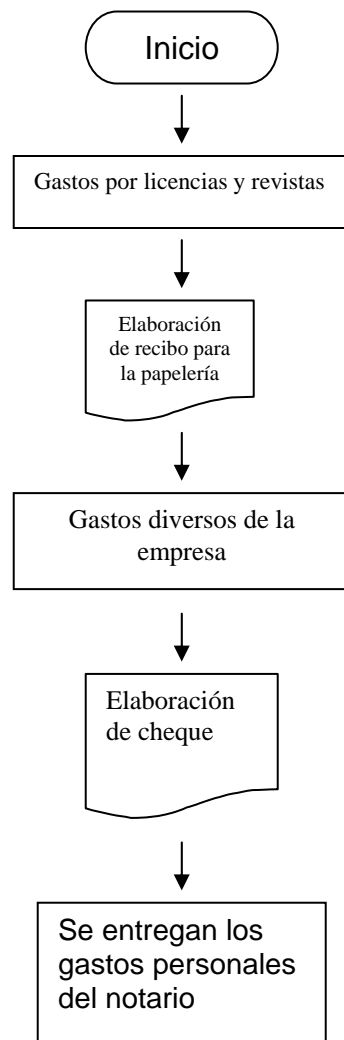 Inicio
Gastos por licencias y revistas
Elaboración
de recibo para
la papelería
Gastos diversos de la
empresa
Elaboración
de cheque
Se entregan los
gastos personales
del notario